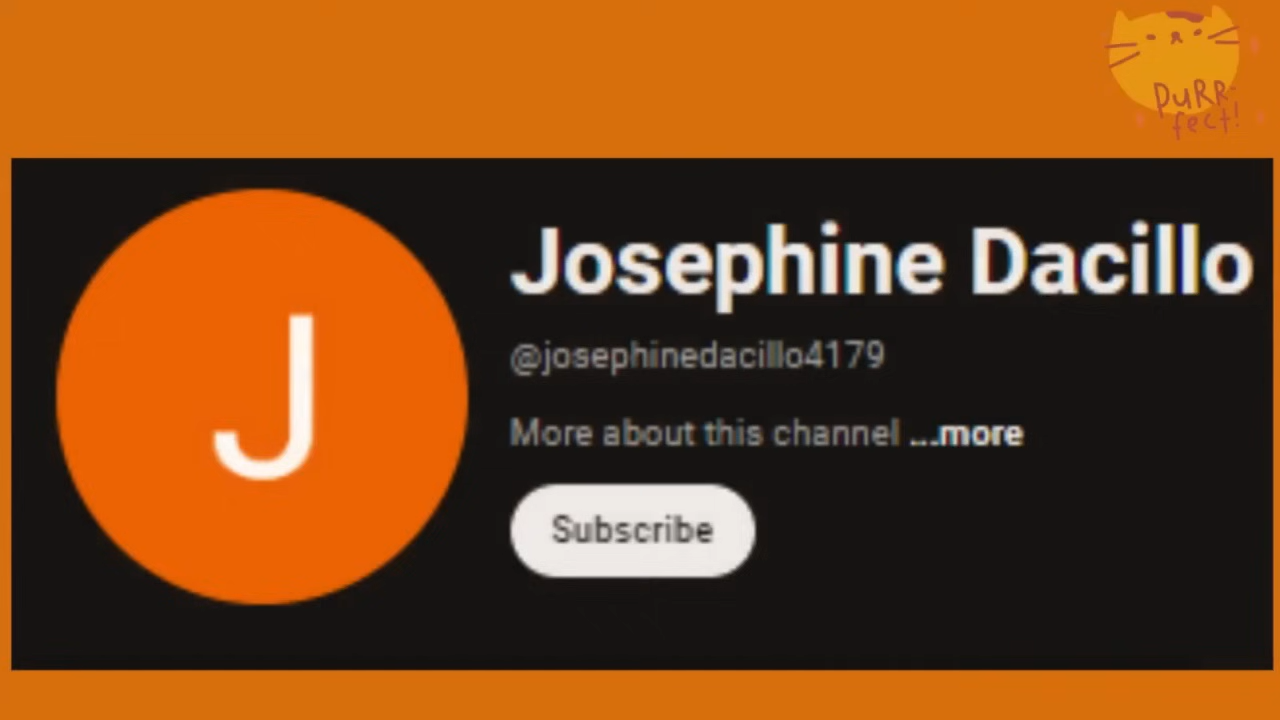 PuRR-
fect!
J
Josephine Dacillo
@josephinedacillo4179
More about this channel ...more
Subscribe